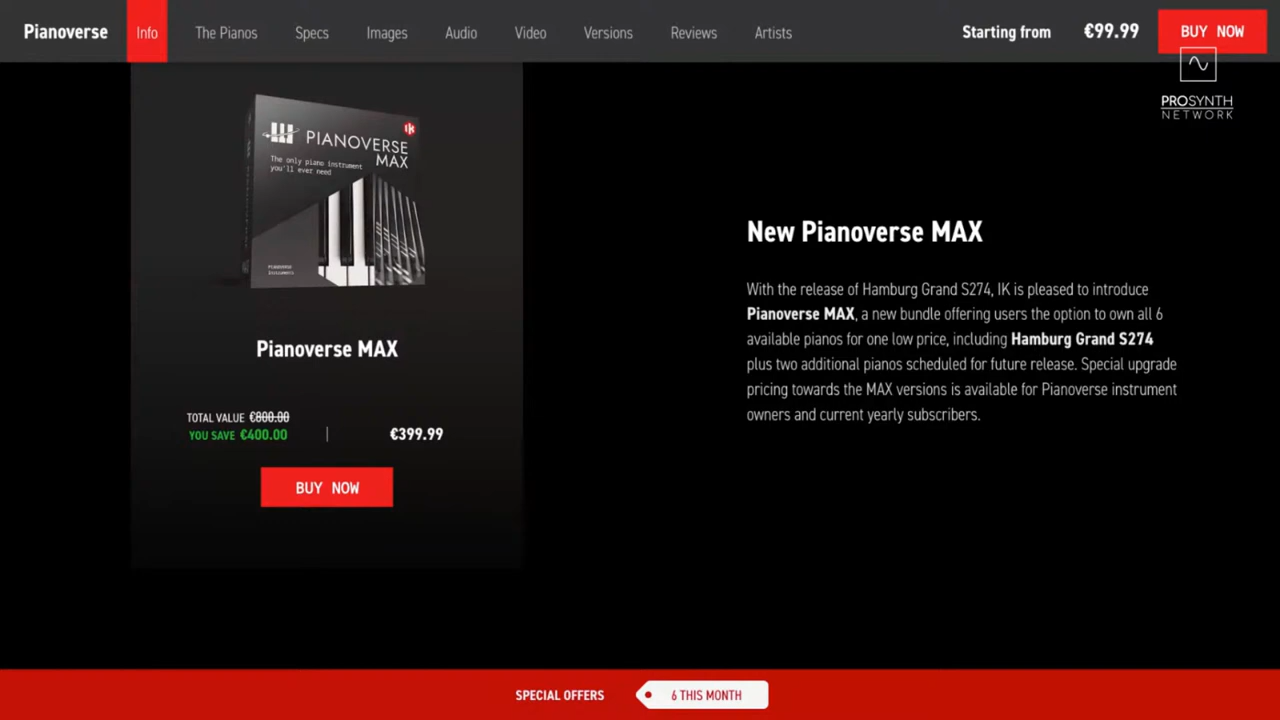 Pianoverse
Info
The Pianos
Specs
Images
Audio
Video
Versions
Reviews
Artists
Starting from
€99.99
BUY NOW
PROSYNTH
NETWORK
PIANOVERSE
MAX
The only piano instrument
you'll ever need
PIANOVERSE
Instrument
Pianoverse MAX
TOTAL VALUE €800.00
YOU SAVE €400.00
€399.99
BUY NOW
New Pianoverse MAX
With the release of Hamburg Grand S274, IK is pleased to introduce
Pianoverse MAX, a new bundle offering users the option to own all 6
available pianos for one low price, including Hamburg Grand S274
plus two additional pianos scheduled for future release. Special upgrade
pricing towards the MAX versions is available for Pianoverse instrument
owners and current yearly subscribers.
SPECIAL OFFERS
6 THIS MONTH